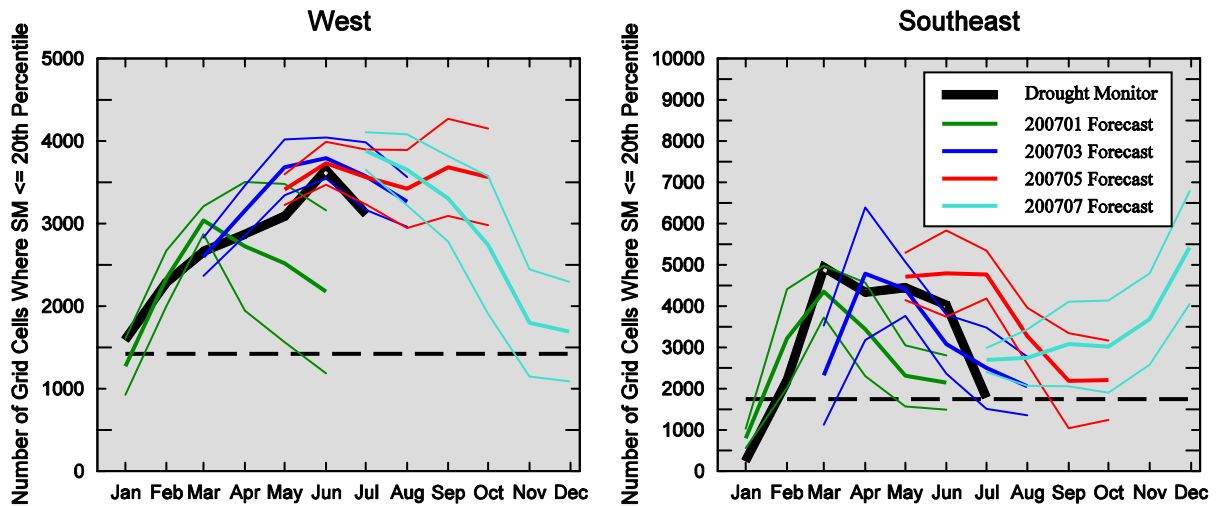 West
Number of Grid Cells Where SM <= 20th Percentile
5000
4000
3000
2000
1000
0
Jan Feb Mar Apr May Jun Jul Aug Sep Oct Nov Dec
Southeast
Number of Grid Cells Where SM <= 20th Percentile
10000
9000
8000
7000
6000
5000
4000
3000
2000
1000
0
Jan Feb Mar Apr May Jun Jul Aug Sep Oct Nov Dec
Drought Monitor
200701 Forecast
200703 Forecast
200705 Forecast
200707 Forecast